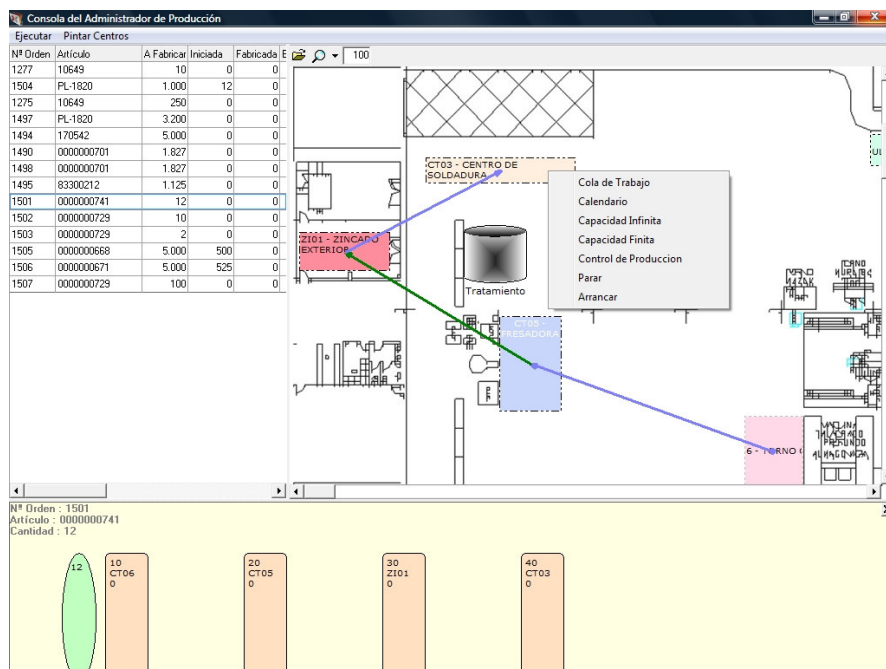 Consola del Administrador de Producción
Ejecutar Pintar Centros
Nº Orden Artículo A Fabricar Iniciada Fabricada E
100
1277 10649 10 0 0
1504 PL-1820 1.000 12 0
1275 10649 250 0 0
1497 PL-1820 3.200 0 0
1494 170542 5.000 0 0
1490 0000000701 1.827 0 0
1498 0000000701 1.827 0 0
1495 83300212 1.125 0 0
1501 0000000741 12 0 0
1502 0000000729 10 0 0
1503 0000000729 2 0 0
1505 0000000668 5.000 500 0
1506 0000000671 5.000 525 0
1507 0000000729 100 0 0
CT03 - CENTRO DE
SOLDADURA
Cola de Trabajo
Calendario
Capacidad Infinita
Capacidad Finita
Control de Produccion
Parar
Arrancar
ZI01 - ZINCADO
EXTERIOR
Tratamiento
CT05 -
FRESADORA
6 - TORNO
Nº Orden : 1501
Artículo : 0000000741
Cantidad : 12
12
10
CT06
0
20
CT05
0
30
ZI01
0
40
CT03
0